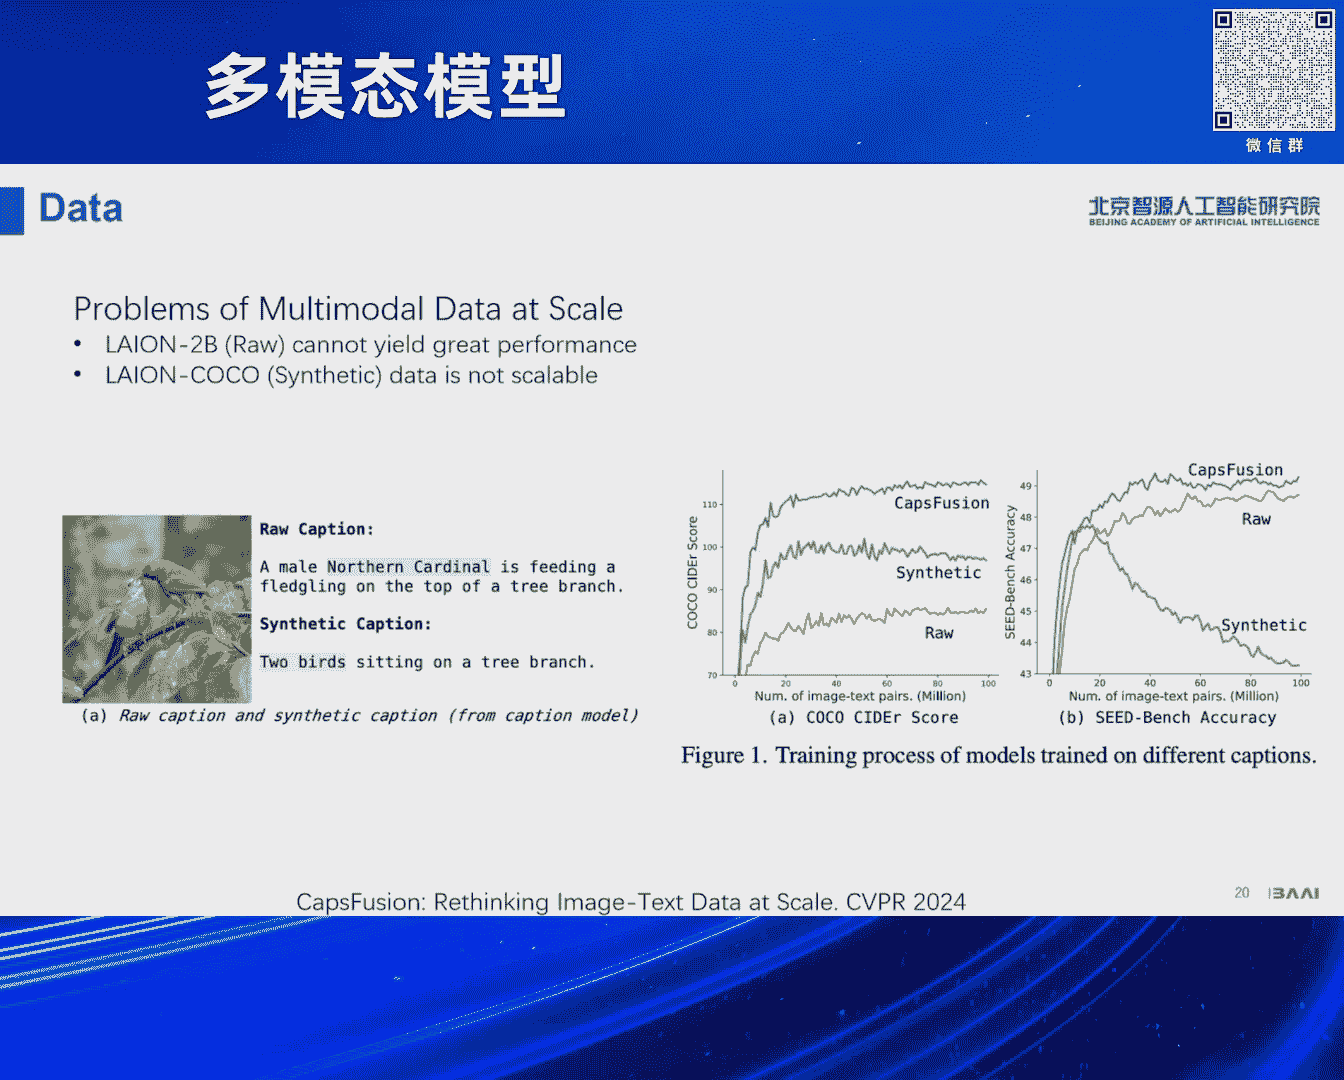 多模态模型
微信群
Data
北京智源人工智能研究院
BEIJING ACADEMY OF ARTIFICIAL INTELLIGENCE
Problems of Multimodal Data at Scale
• LAION-2B (Raw) cannot yield great performance
• LAION-COCO (Synthetic) data is not scalable
Raw Caption:
A male Northern Cardinal is feeding a
fledgling on the top of a tree branch.
Synthetic Caption:
Two birds sitting on a tree branch.
(a) Raw caption and synthetic caption (from caption model)
COCO CIDEr Score
110
100
90
80
70
CapsFusion
Synthetic
Raw
0 20 40 60 80 100
Num. of image-text pairs. (Million)
(a) COCO CIDEr Score
SEED-Bench Accuracy
49
48
47
46
45
44
43
CapsFusion
Raw
Synthetic
0 20 40 60 80 100
Num. of image-text pairs. (Million)
(b) SEED-Bench Accuracy
Figure 1. Training process of models trained on different captions.
CapsFusion: Rethinking Image-Text Data at Scale. CVPR 2024
20
BAAI